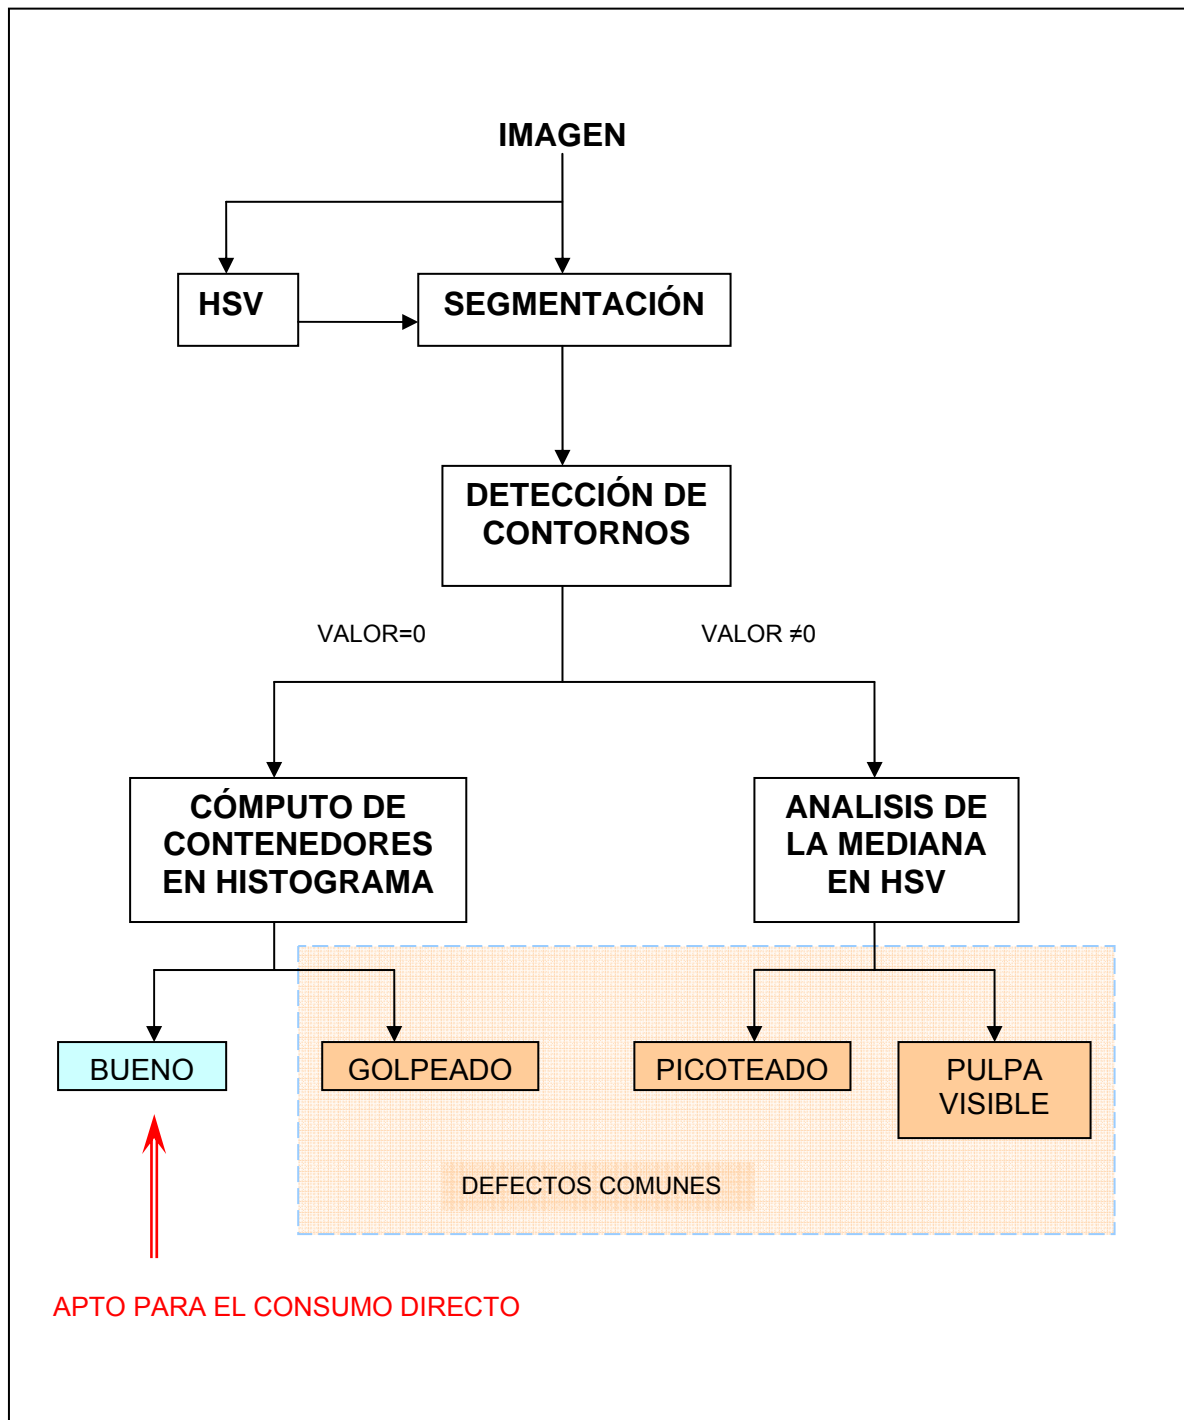 IMAGEN
HSV
SEGMENTACIÓN
DETECCIÓN DE
CONTORNOS
VALOR=0
VALOR ≠0
CÓMPUTO DE
CONTENEDORES
EN HISTOGRAMA
ANALISIS DE
LA MEDIANA
EN HSV
BUENO
GOLPEADO
PICOTEADO
PULPA
VISIBLE
DEFECTOS COMUNES
APTO PARA EL CONSUMO DIRECTO